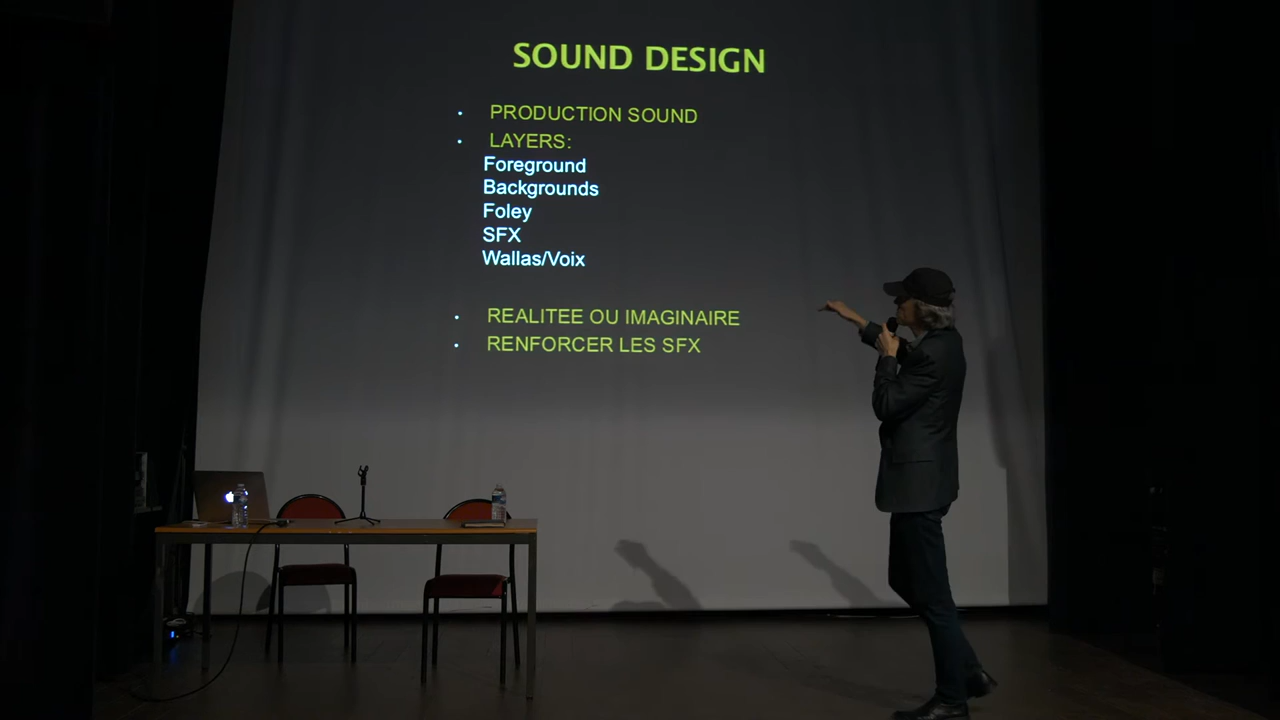 SOUND DESIGN
• PRODUCTION SOUND
• LAYERS:
Foreground
Backgrounds
Foley
SFX
Wallas/Voix
• REALITEE OU IMAGINAIRE
• RENFORCER LES SFX